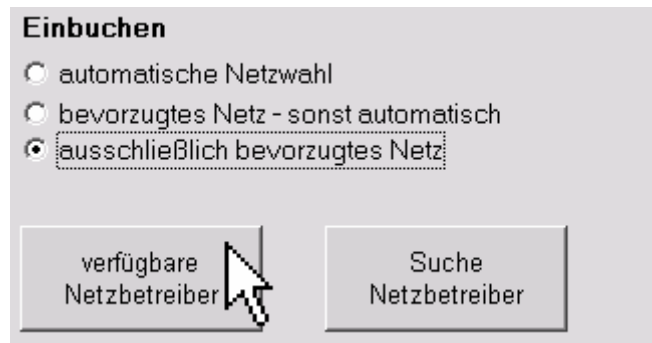 Einbuchen
automatische Netzwahl
bevorzugtes Netz - sonst automatisch
ausschließlich bevorzugtes Netz
verfügbare
Netzbetreiber
Suche
Netzbetreiber